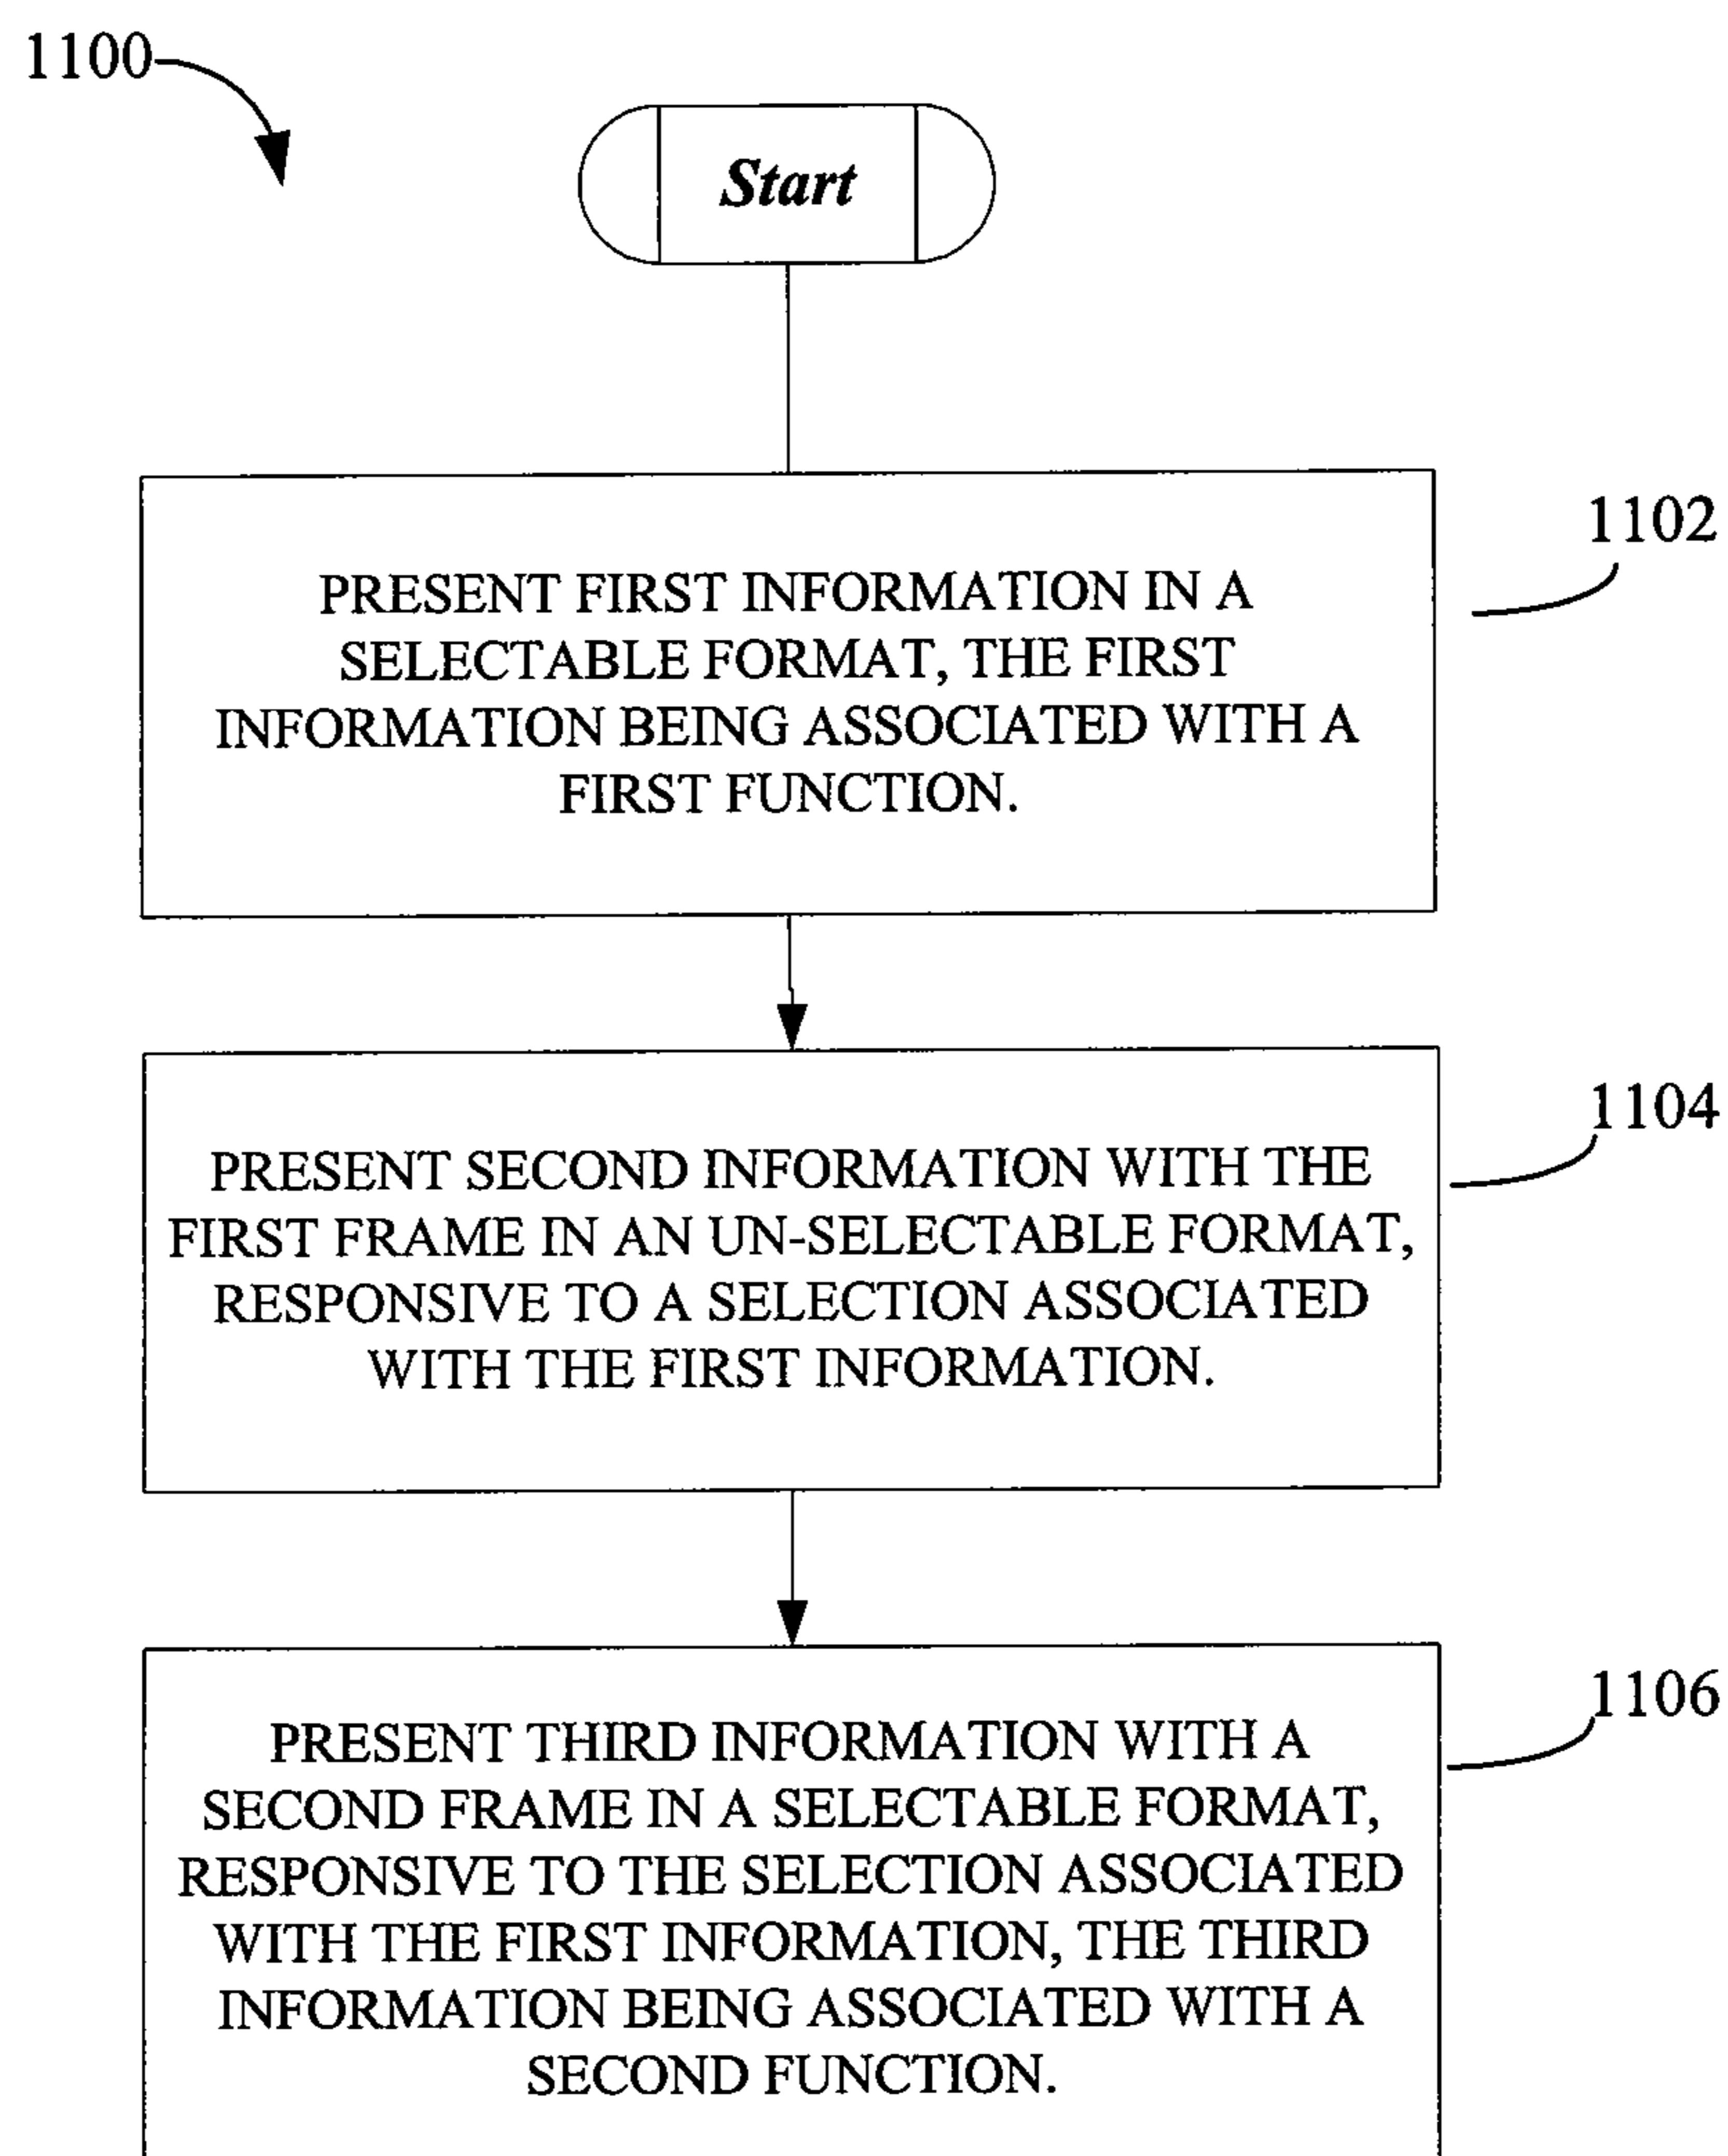 1100
Start
1102
PRESENT FIRST INFORMATION IN A
SELECTABLE FORMAT, THE FIRST
INFORMATION BEING ASSOCIATED WITH A
FIRST FUNCTION.
1104
PRESENT SECOND INFORMATION WITH THE
FIRST FRAME IN AN UN-SELECTABLE FORMAT,
RESPONSIVE TO A SELECTION ASSOCIATED
WITH THE FIRST INFORMATION.
1106
PRESENT THIRD INFORMATION WITH A
SECOND FRAME IN A SELECTABLE FORMAT,
RESPONSIVE TO THE SELECTION ASSOCIATED
WITH THE FIRST INFORMATION, THE THIRD
INFORMATION BEING ASSOCIATED WITH A
SECOND FUNCTION.